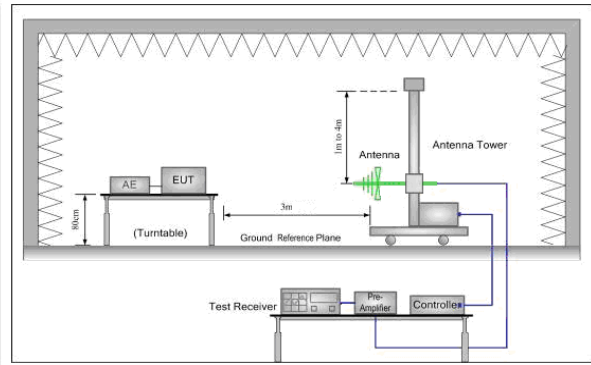 1m to 4m
Antenna
Antenna Tower
AE
EUT
3m
80cm
(Turntable)
Ground Reference Plane
Test Receiver
Pre-
Amplifier
Controller